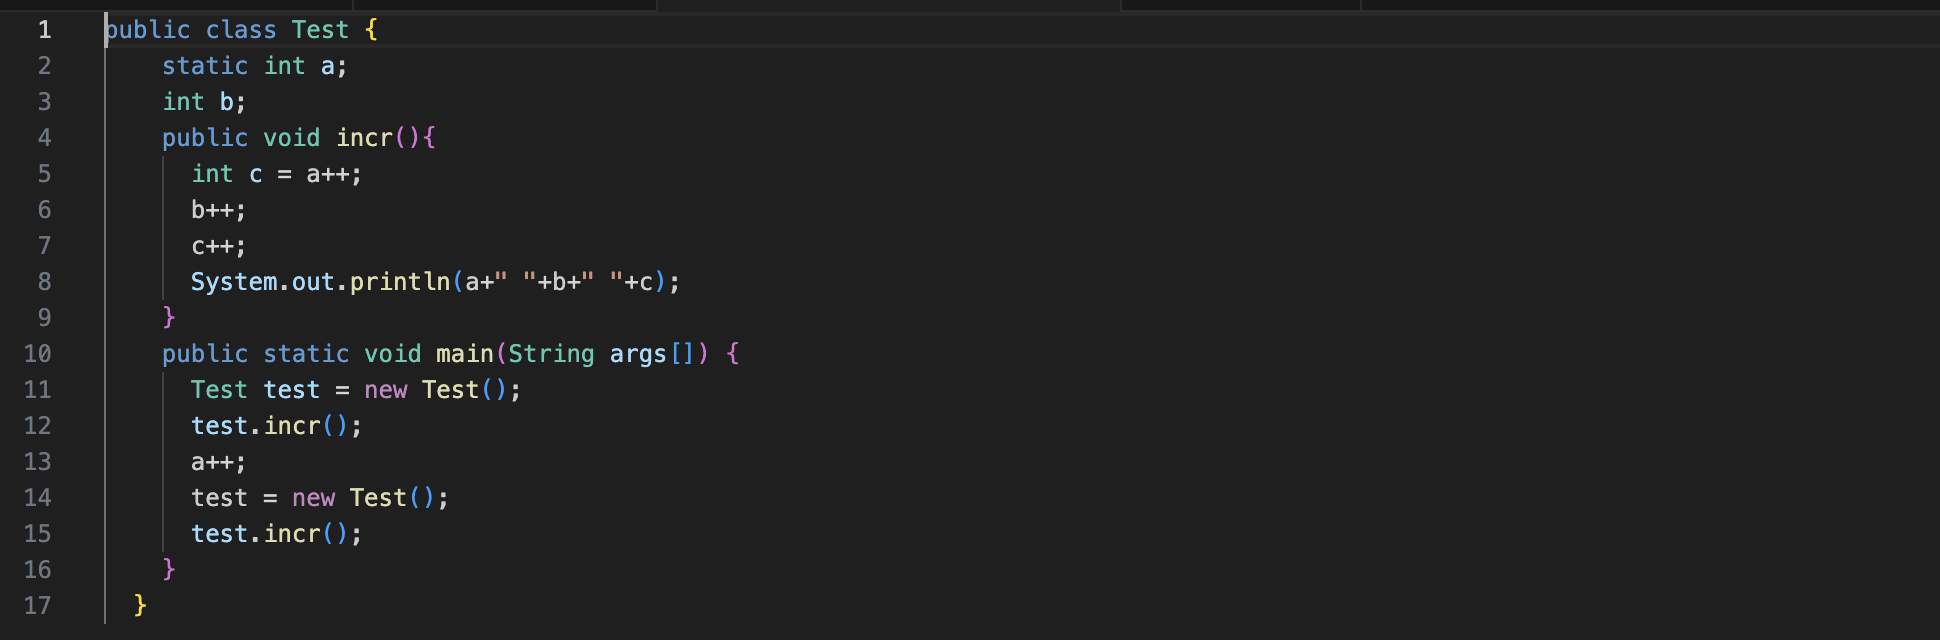 1 public class Test {
2 static int a;
3 int b;
4 public void incr(){
5 int c = a++;
6 b++;
7 c++;
8 System.out.println(a+" "+b+" "+c);
9 }
10 public static void main(String args[]) {
11 Test test = new Test();
12 test.incr();
13 a++;
14 test = new Test();
15 test.incr();
16 }
17 }